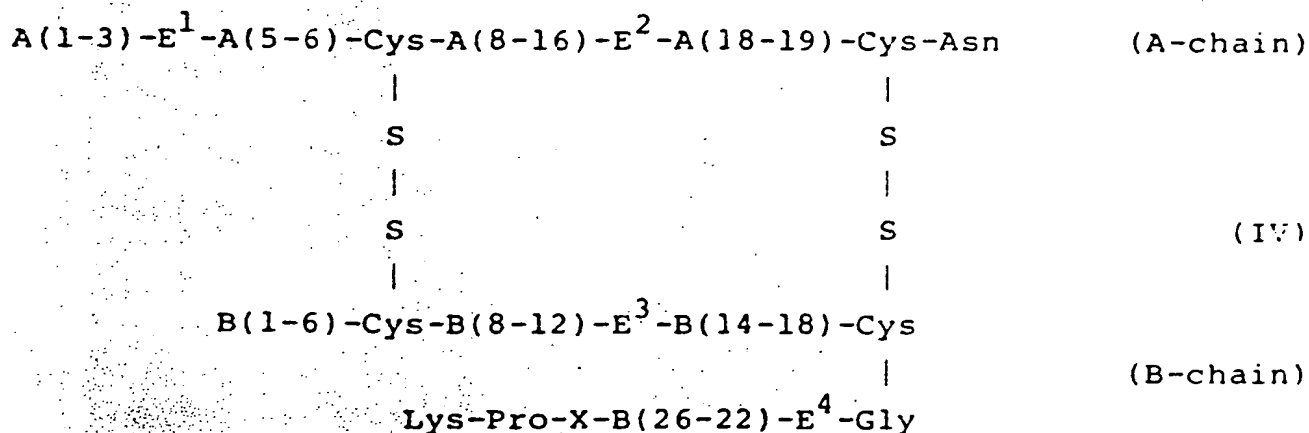 A(1-3)-E¹-A(5-6)-Cys-A(8-16)-E²-A(18-19)-Cys-Asn (A-chain)
| |
S S
| |
S S (IV)
| |
B(1-6)-Cys-B(8-12)-E³-B(14-18)-Cys
| (B-chain)
Lys-Pro-X-B(26-22)-E⁴-Gly